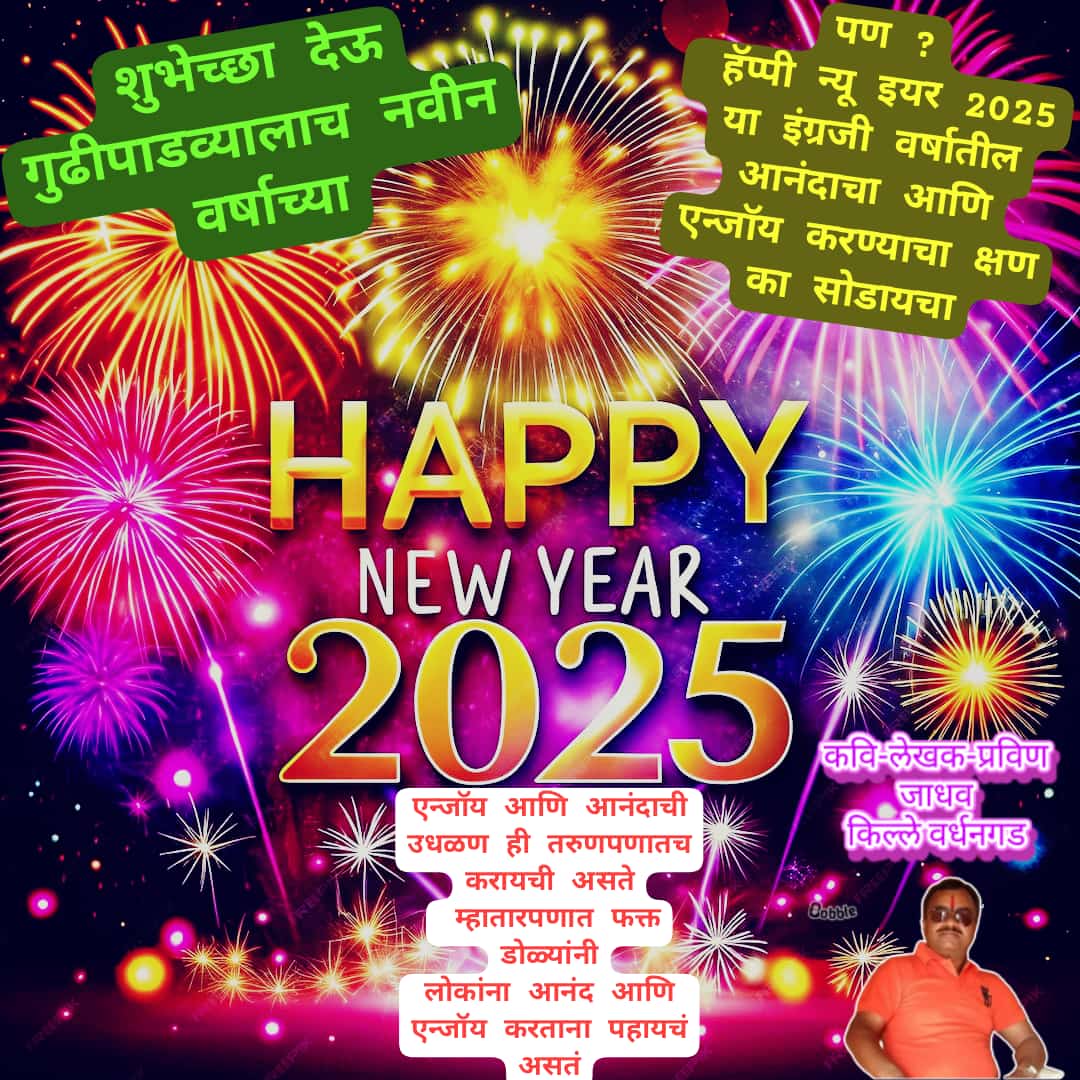 शुभेच्छा देऊ
गुढीपाडव्यालाच नवीन
वर्षाच्या
पण ?
हॅप्पी न्यू इयर 2025
या इंग्रजी वर्षातील
आनंदाचा आणि
एन्जॉय करण्याचा क्षण
का सोडायचा
HAPPY
NEW YEAR
2025
एन्जॉय आणि आनंदाची
उधळण ही तरुणपणातच
करायची असते
म्हातारपणात फक्त
डोळ्यांनी
लोकांना आनंद आणि
एन्जॉय करताना पहायचं
असतं
कवि-लेखक-प्रविण
जाधव
किल्ले वर्धनगड